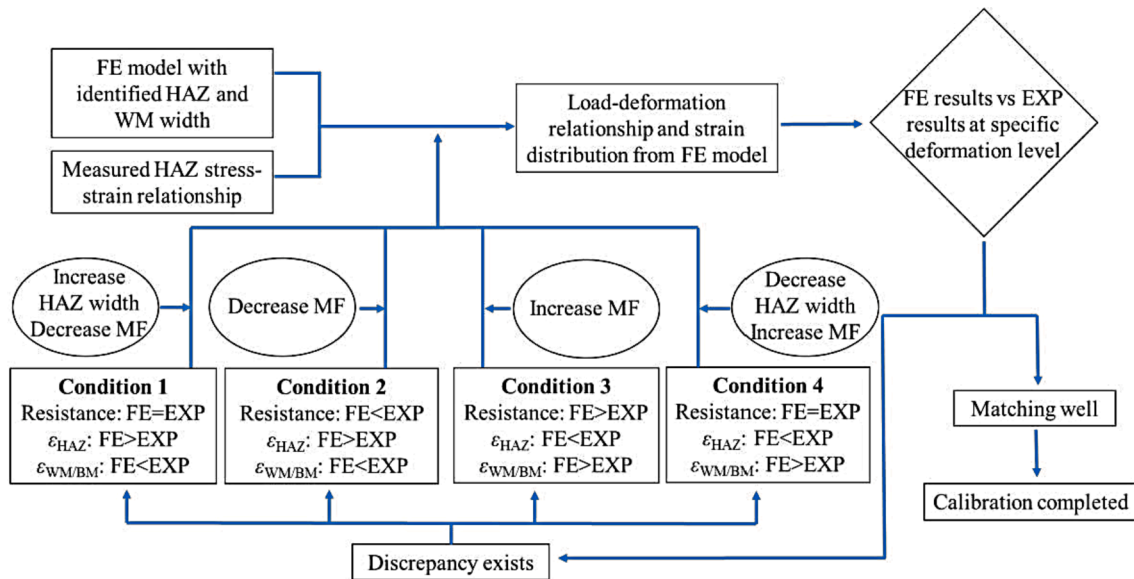 FE model with
identified HAZ and
WM width
Measured HAZ stress-
strain relationship
Load-deformation
relationship and strain
distribution from FE model
FE results vs EXP
results at specific
deformation level
Increase
HAZ width
Decrease MF
Decrease MF
Increase MF
Decrease
HAZ width
Increase MF
Condition 1
Resistance: FE=EXP
εHAZ: FE>EXP
εWM/BM: FE<EXP
Condition 2
Resistance: FE<EXP
εHAZ: FE>EXP
εWM/BM: FE<EXP
Condition 3
Resistance: FE>EXP
εHAZ: FE<EXP
εWM/BM: FE>EXP
Condition 4
Resistance: FE=EXP
εHAZ: FE<EXP
εWM/BM: FE>EXP
Matching well
Calibration completed
Discrepancy exists